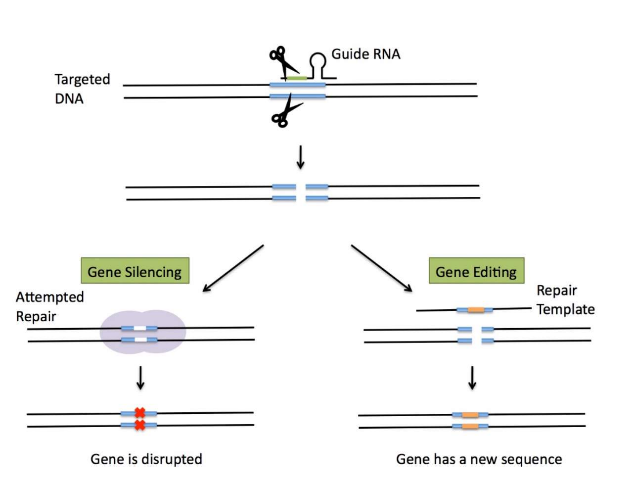 Guide RNA
Targeted
DNA
Gene Silencing
Gene Editing
Attempted
Repair
Repair
Template
Gene is disrupted
Gene has a new sequence